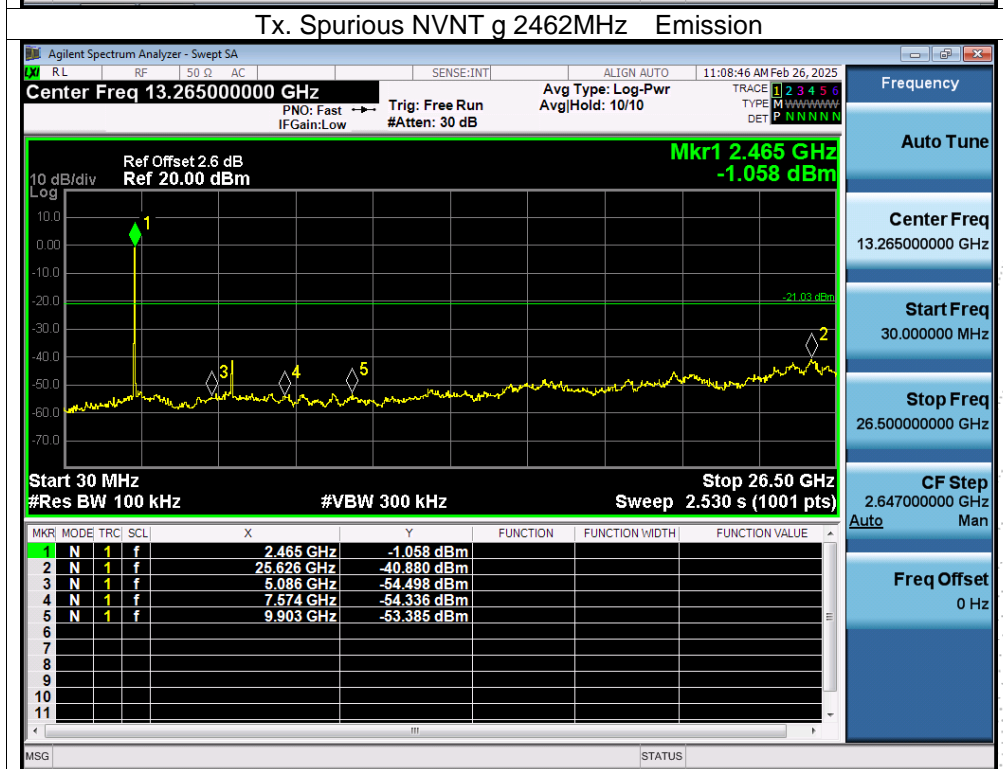 Tx. Spurious NVNT g 2462MHz Emission
Agilent Spectrum Analyzer - Swept SA
LXI RL RF 50 Ω AC SENSE:INT ALIGN AUTO 11:08:46 AM Feb 26, 2025
Center Freq 13.265000000 GHz
PNO: Fast
IFGain:Low
Trig: Free Run
#Atten: 30 dB
Avg Type: Log-Pwr
Avg|Hold: 10/10
TRACE 1 2 3 4 5 6
TYPE M WWWWW
DET P N N N N N
Ref Offset 2.6 dB
Ref 20.00 dBm
10 dB/div
Log
Mkr1 2.465 GHz
-1.058 dBm
10.0
0.00
-10.0
-20.0
-30.0
-40.0
-50.0
-60.0
-70.0
1
-21.03 dBm
2
3
4
5
Start 30 MHz
Stop 26.50 GHz
#Res BW 100 kHz
#VBW 300 kHz
Sweep 2.530 s (1001 pts)
MKR MODE TRC SCL X Y FUNCTION FUNCTION WIDTH FUNCTION VALUE
1 N 1 f 2.465 GHz -1.058 dBm
2 N 1 f 25.626 GHz -40.880 dBm
3 N 1 f 5.086 GHz -54.498 dBm
4 N 1 f 7.574 GHz -54.336 dBm
5 N 1 f 9.903 GHz -53.385 dBm
6
7
8
9
10
11
MSG
STATUS
Frequency
Auto Tune
Center Freq
13.265000000 GHz
Start Freq
30.000000 MHz
Stop Freq
26.500000000 GHz
CF Step
2.647000000 GHz
Auto Man
Freq Offset
0 Hz